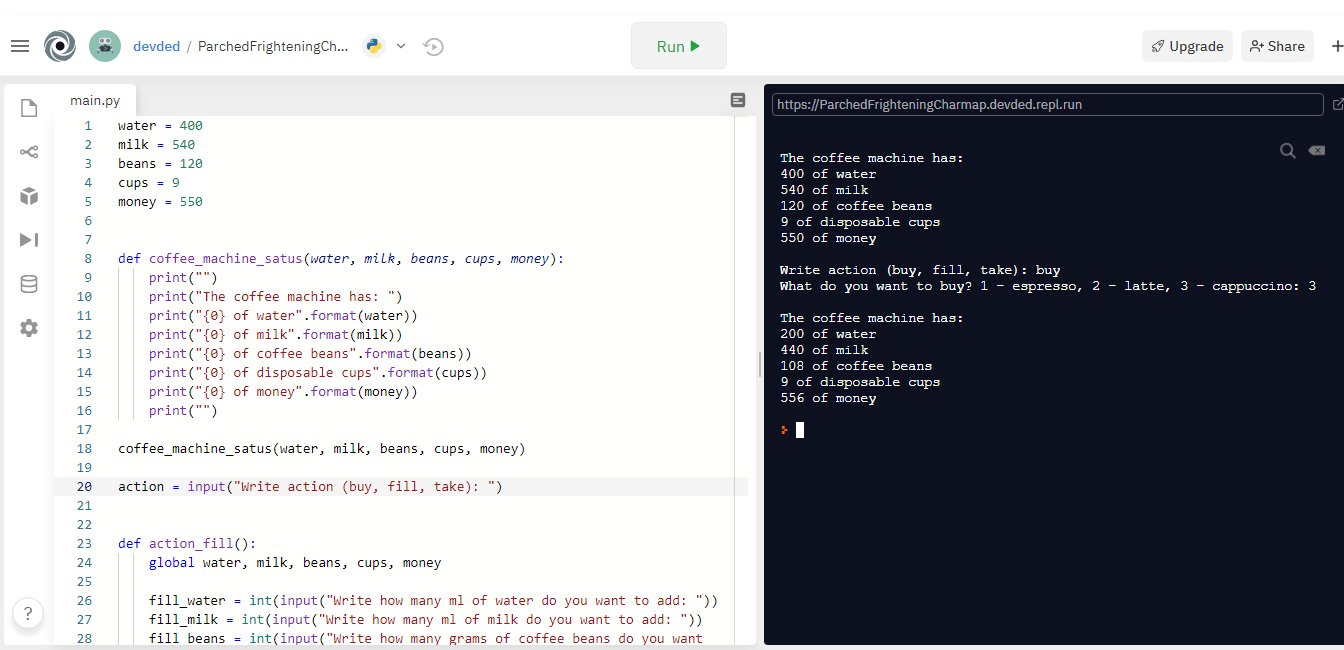 devded / ParchedFrighteningCh...
Run
Upgrade
Share
main.py
1 water = 400
2 milk = 540
3 beans = 120
4 cups = 9
5 money = 550
6
7
8 def coffee_machine_satus(water, milk, beans, cups, money):
9 print("")
10 print("The coffee machine has: ")
11 print("{0} of water".format(water))
12 print("{0} of milk".format(milk))
13 print("{0} of coffee beans".format(beans))
14 print("{0} of disposable cups".format(cups))
15 print("{0} of money".format(money))
16 print("")
17
18 coffee_machine_satus(water, milk, beans, cups, money)
19
20 action = input("Write action (buy, fill, take): ")
21
22
23 def action_fill():
24 global water, milk, beans, cups, money
25
26 fill_water = int(input("Write how many ml of water do you want to add: "))
27 fill_milk = int(input("Write how many ml of milk do you want to add: "))
28 fill_beans = int(input("Write how many grams of coffee beans do you want
?
https://ParchedFrighteningCharmap.devded.repl.run
The coffee machine has:
400 of water
540 of milk
120 of coffee beans
9 of disposable cups
550 of money
Write action (buy, fill, take): buy
What do you want to buy? 1 - espresso, 2 - latte, 3 - cappuccino: 3
The coffee machine has:
200 of water
440 of milk
108 of coffee beans
9 of disposable cups
556 of money